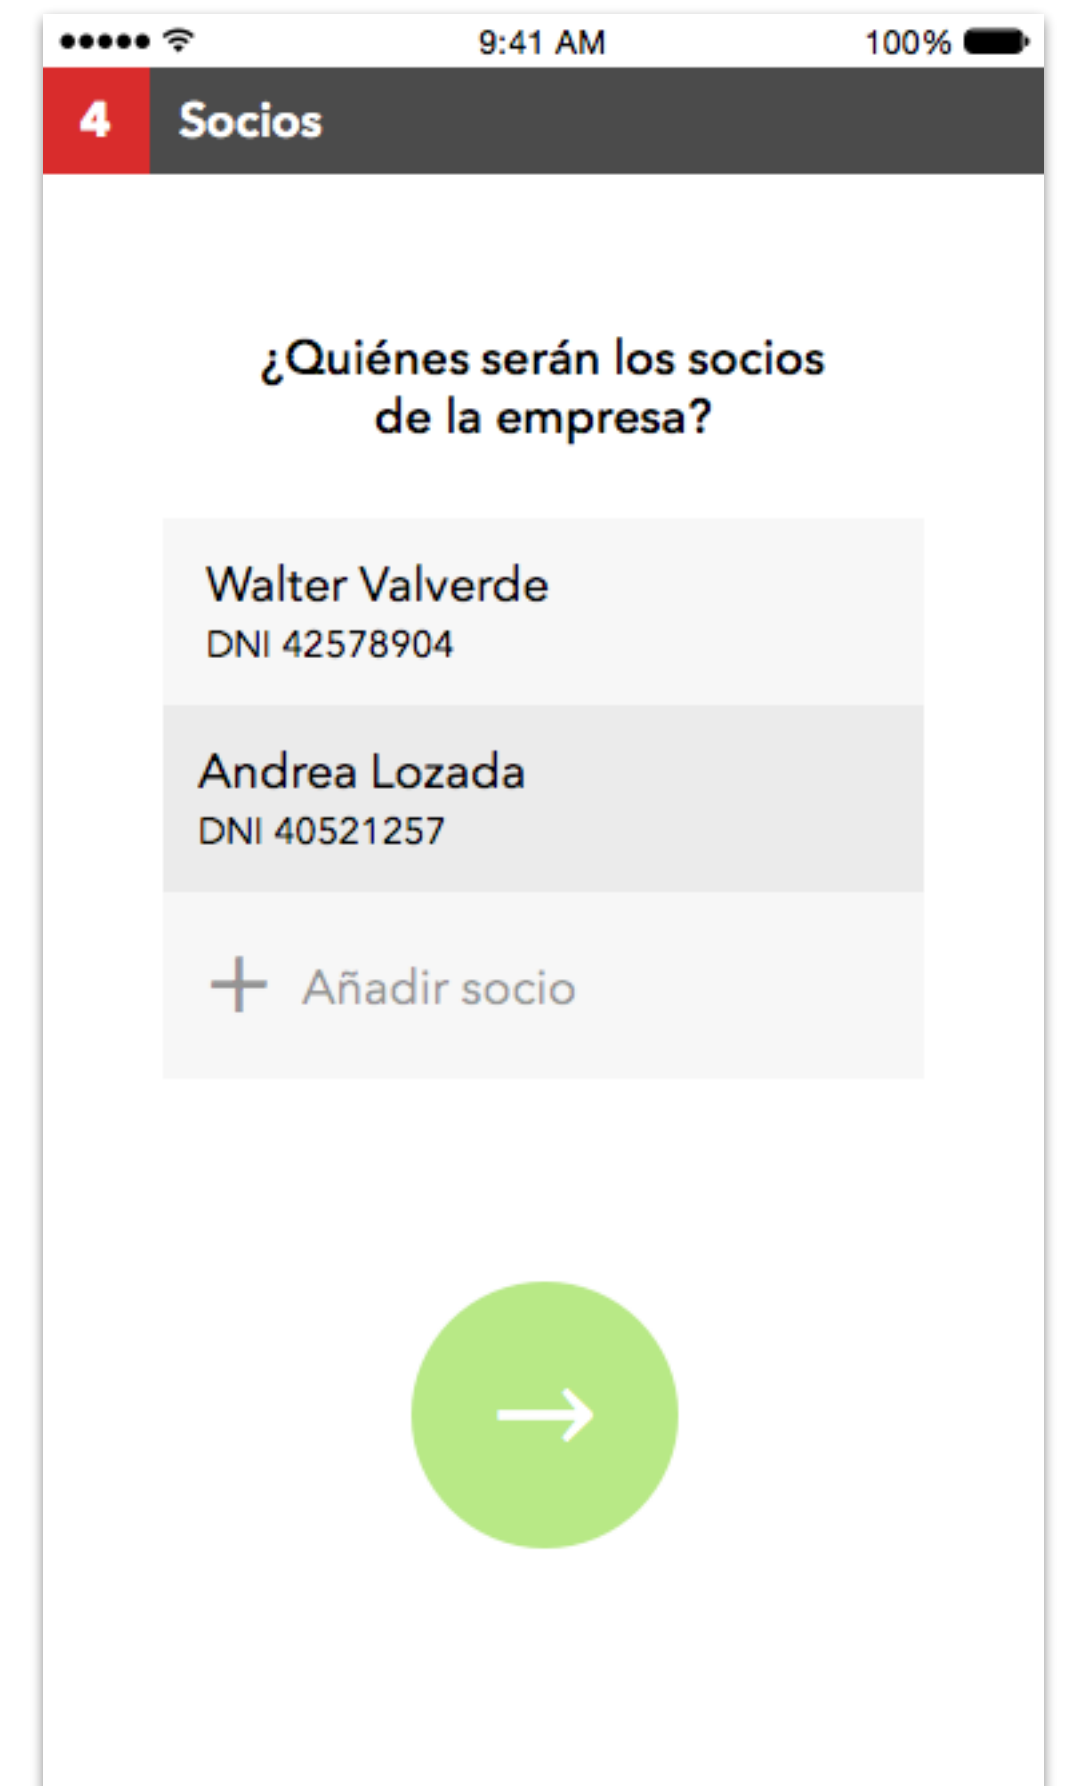 9:41 AM 100%
4 Socios
¿Quiénes serán los socios
de la empresa?
Walter Valverde
DNI 42578904
Andrea Lozada
DNI 40521257
Añadir socio